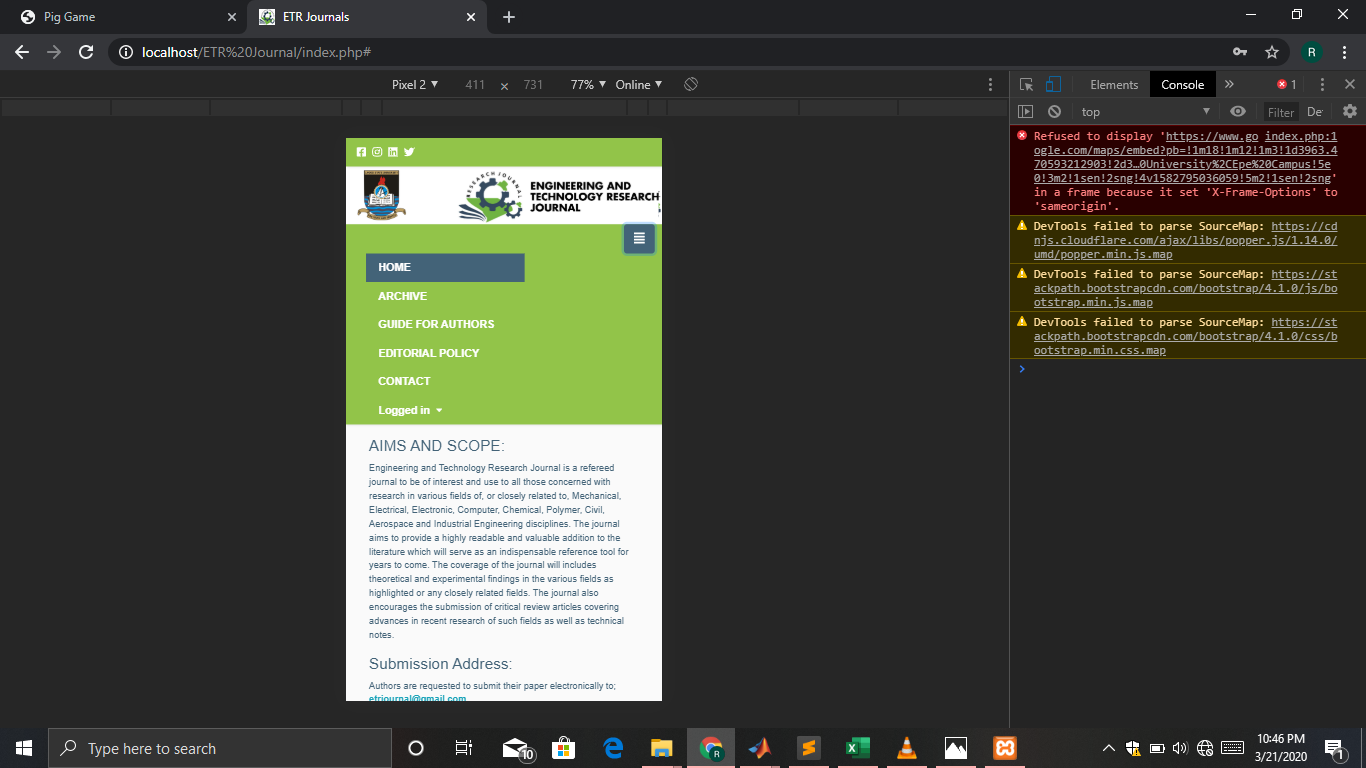 Pig Game
ETR Journals
localhost/ETR%20Journal/index.php#
R
Pixel 2 411 × 731 77% Online
Elements Console » 1
top Filter De
Refused to display 'https://www.go index.php:1
ogle.com/maps/embed?pb=!1m18!1m12!1m3!1d3963.4
470593212903!2d3…0University%2CEpe%20Campus!5e
0!3m2!1sen!2sng!4v1582795036059!5m2!1sen!2sng'
in a frame because it set 'X-Frame-Options' to
'sameorigin'.
DevTools failed to parse SourceMap: https://cd
njs.cloudflare.com/ajax/libs/popper.js/1.14.0/
umd/popper.min.js.map
DevTools failed to parse SourceMap: https://st
ackpath.bootstrapcdn.com/bootstrap/4.1.0/js/bo
otstrap.min.js.map
DevTools failed to parse SourceMap: https://st
ackpath.bootstrapcdn.com/bootstrap/4.1.0/css/b
ootstrap.min.css.map
RESEARCH JOURNAL
ENGINEERING AND
TECHNOLOGY RESEARCH
JOURNAL
HOME
ARCHIVE
GUIDE FOR AUTHORS
EDITORIAL POLICY
CONTACT
Logged in
AIMS AND SCOPE:
Engineering and Technology Research Journal is a refereed
journal to be of interest and use to all those concerned with
research in various fields of, or closely related to, Mechanical,
Electrical, Electronic, Computer, Chemical, Polymer, Civil,
Aerospace and Industrial Engineering disciplines. The journal
aims to provide a highly readable and valuable addition to the
literature which will serve as an indispensable reference tool for
years to come. The coverage of the journal will includes
theoretical and experimental findings in the various fields as
highlighted or any closely related fields. The journal also
encourages the submission of critical review articles covering
advances in recent research of such fields as well as technical
notes.
Submission Address:
Authors are requested to submit their paper electronically to;
etrjournal@gmail.com
Type here to search
10
R
10:46 PM
3/21/2020
1